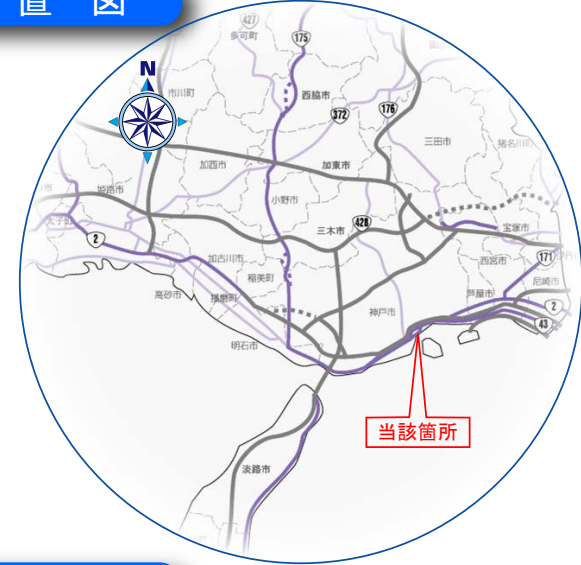 置 図
427
175
多可町
N
市川町
西脇市
372
176
三田市
加西市
加東市
姫路市
太子町
小野市
2
三木市
428
宝塚市
加古川市
稲美町
西宮市
171
高砂市
播磨町
神戸市
芦屋市
尼崎市
2
43
明石市
当該箇所
淡路市